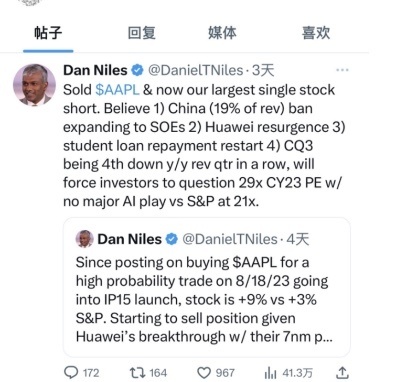 帖子 回复 媒体 喜欢
Dan Niles @DanielTNiles · 3天 ...
Sold $AAPL & now our largest single stock
short. Believe 1) China (19% of rev) ban
expanding to SOEs 2) Huawei resurgence 3)
student loan repayment restart 4) CQ3
being 4th down y/y rev qtr in a row, will
force investors to question 29x CY23 PE w/
no major AI play vs S&P at 21x.
Dan Niles @DanielTNiles · 4天
Since posting on buying $AAPL for a
high probability trade on 8/18/23 going
into IP15 launch, stock is +9% vs +3%
S&P. Starting to sell position given
Huawei's breakthrough w/ their 7nm p...
172 164 967 41.3万